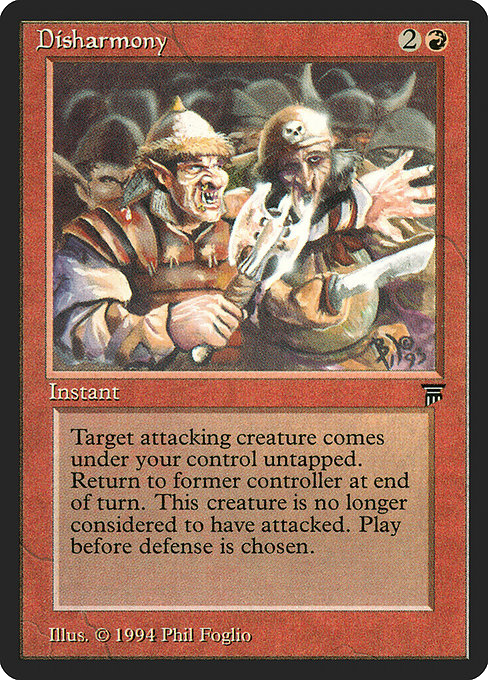 Disharmony 2
Instant
Target attacking creature comes
under your control untapped.
Return to former controller at end
of turn. This creature is no longer
considered to have attacked. Play
before defense is chosen.
Illus. © 1994 Phil Foglio